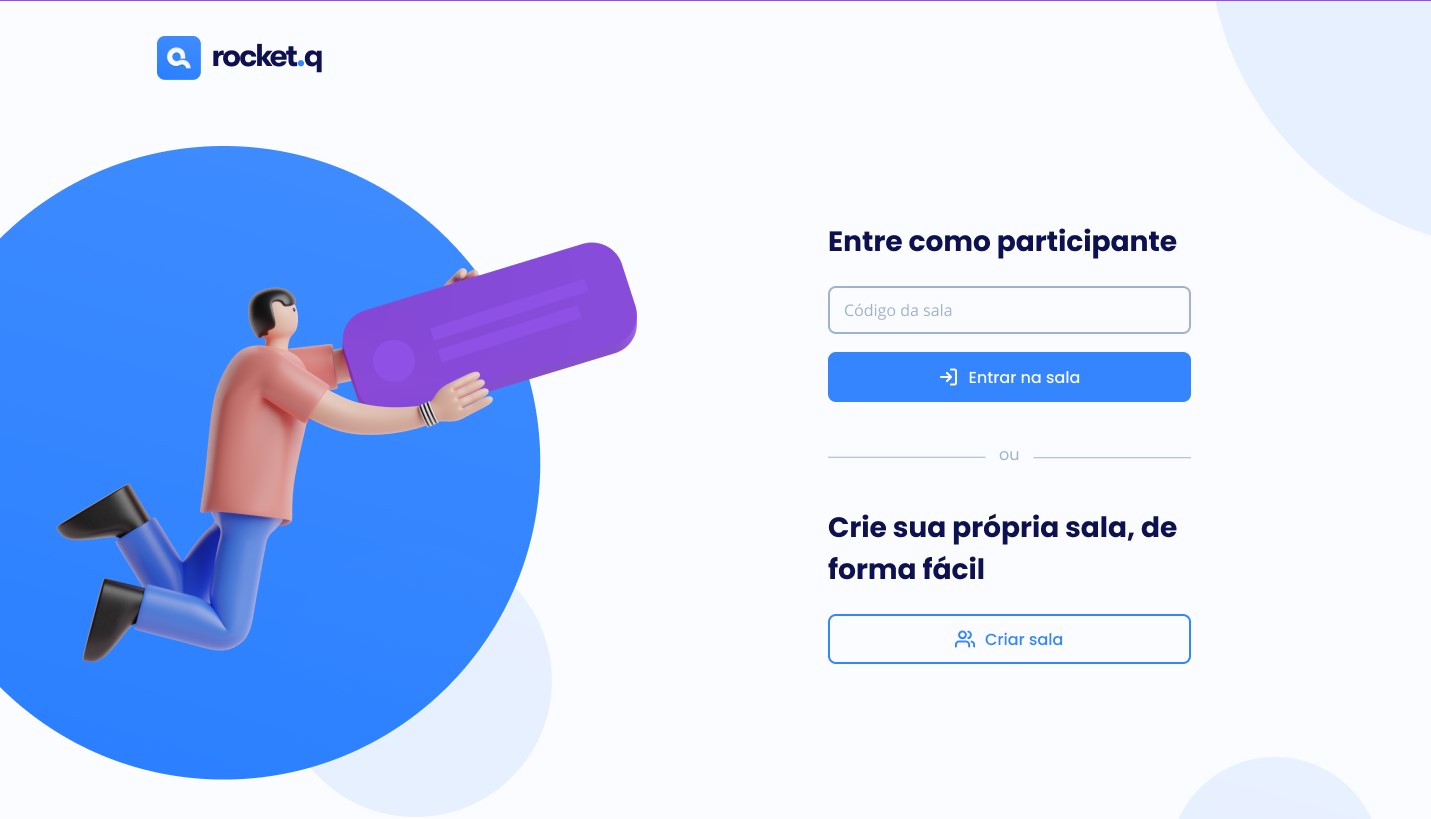 rocket.q
Entre como participante
Código da sala
Entrar na sala
ou
Crie sua própria sala, de
forma fácil
Criar sala